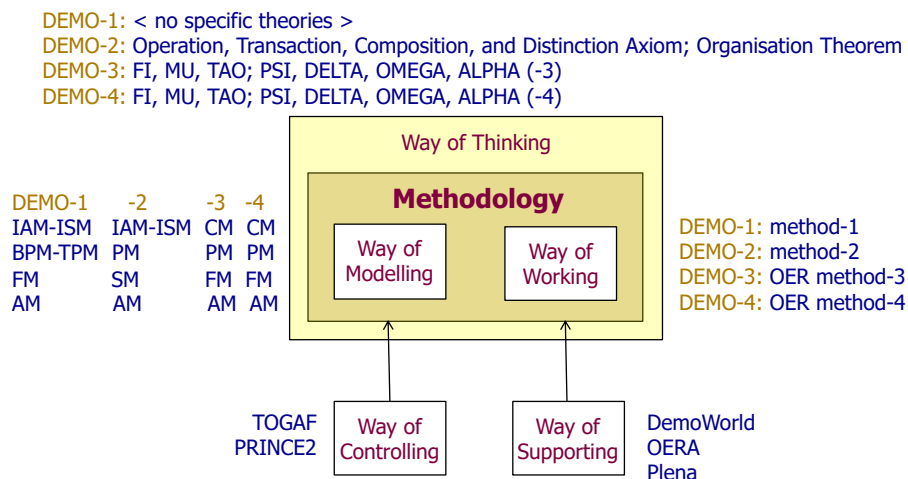 DEMO-1: < no specific theories >
DEMO-2: Operation, Transaction, Composition, and Distinction Axiom; Organisation Theorem
DEMO-3: FI, MU, TAO; PSI, DELTA, OMEGA, ALPHA (-3)
DEMO-4: FI, MU, TAO; PSI, DELTA, OMEGA, ALPHA (-4)
Way of Thinking
Methodology
Way of
Modelling
Way of
Working
DEMO-1 -2 -3 -4
IAM-ISM IAM-ISM CM CM
BPM-TPM PM PM PM
FM SM FM FM
AM AM AM AM
DEMO-1: method-1
DEMO-2: method-2
DEMO-3: OER method-3
DEMO-4: OER method-4
TOGAF
PRINCE2
Way of
Controlling
Way of
Supporting
DemoWorld
OERA
Plena